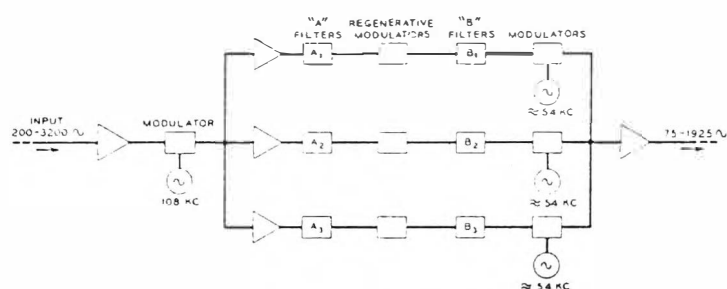 "A" FILTERS
REGENERATIVE MODULATORS
"B" FILTERS
MODULATORS
A1
B1
≈ 54 KC
INPUT
200-3200 ∿
MODULATOR
108 KC
A2
B2
≈ 54 KC
75-1925 ∿
A3
B3
≈ 54 KC